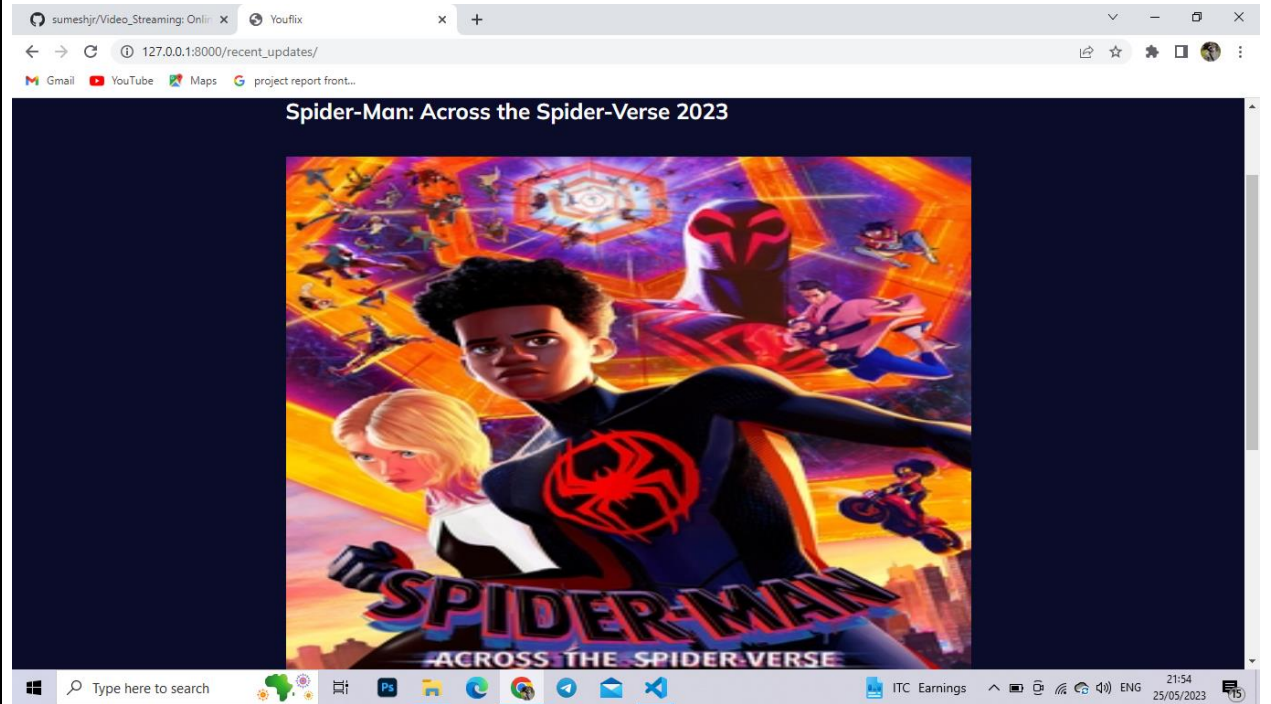 sumeshjr/Video_Streaming: Onlin
Youflix
127.0.0.1:8000/recent_updates/
Gmail
YouTube
Maps
project report front...
Spider-Man: Across the Spider-Verse 2023
SPIDER-MAN
ACROSS THE SPIDER-VERSE
Type here to search
Ps
ITC Earnings
ENG
21:54
25/05/2023
15